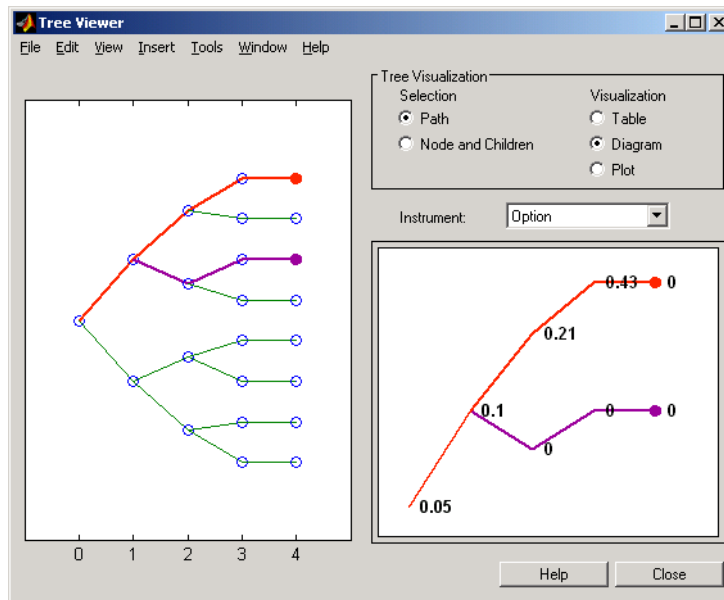 Tree Viewer
File Edit View Insert Tools Window Help
Tree Visualization
Selection
Visualization
Path
Table
Node and Children
Diagram
Plot
Instrument:
Option
0.43 0
0.21
0.1
0 0
0
0.05
0 1 2 3 4
Help
Close